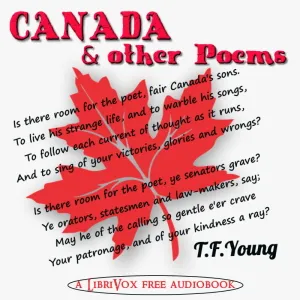 CANADA
& other Poems
Is there room for the poet, fair Canada's sons.
To live his strange life, and to warble his songs,
To follow each current of thought as it runs,
And to sing of your victories, glories and wrongs?
Is there room for the poet, ye senators grave?
Ye orators, statesmen and law-makers, say;
May he of the calling so gentle e'er crave
Your patronage, and of your kindness a ray?
T.F.Young
A LIBRIVOX FREE AUDIOBOOK